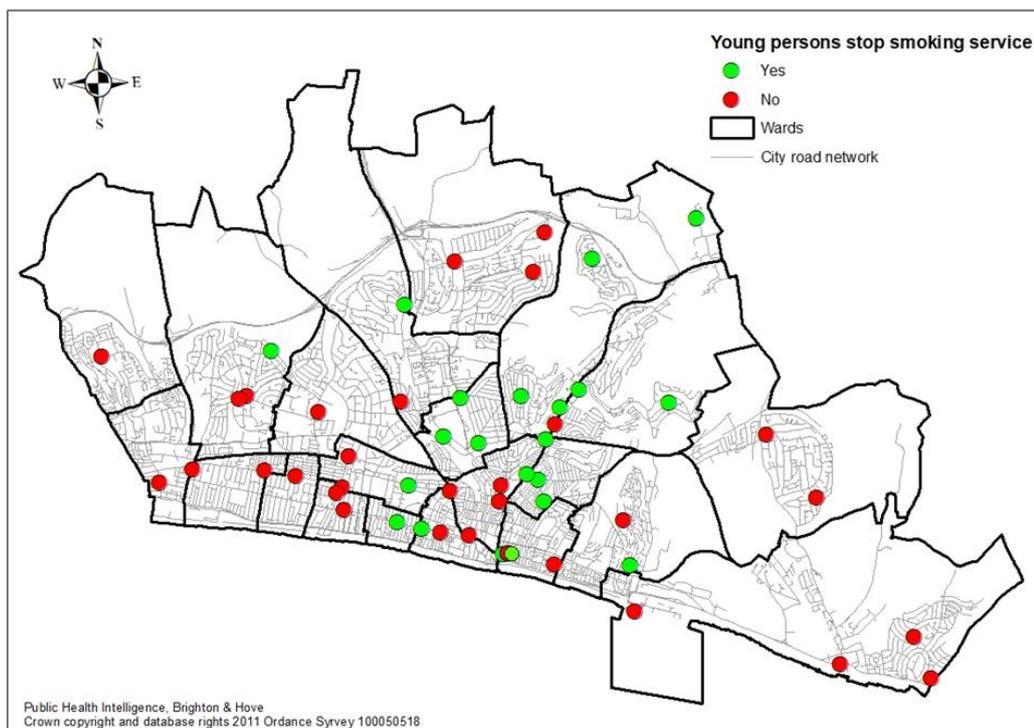 N
W E
S
Young persons stop smoking service
Yes
No
Wards
City road network
Public Health Intelligence, Brighton & Hove
Crown copyright and database rights 2011 Ordance Syrvey 100050518